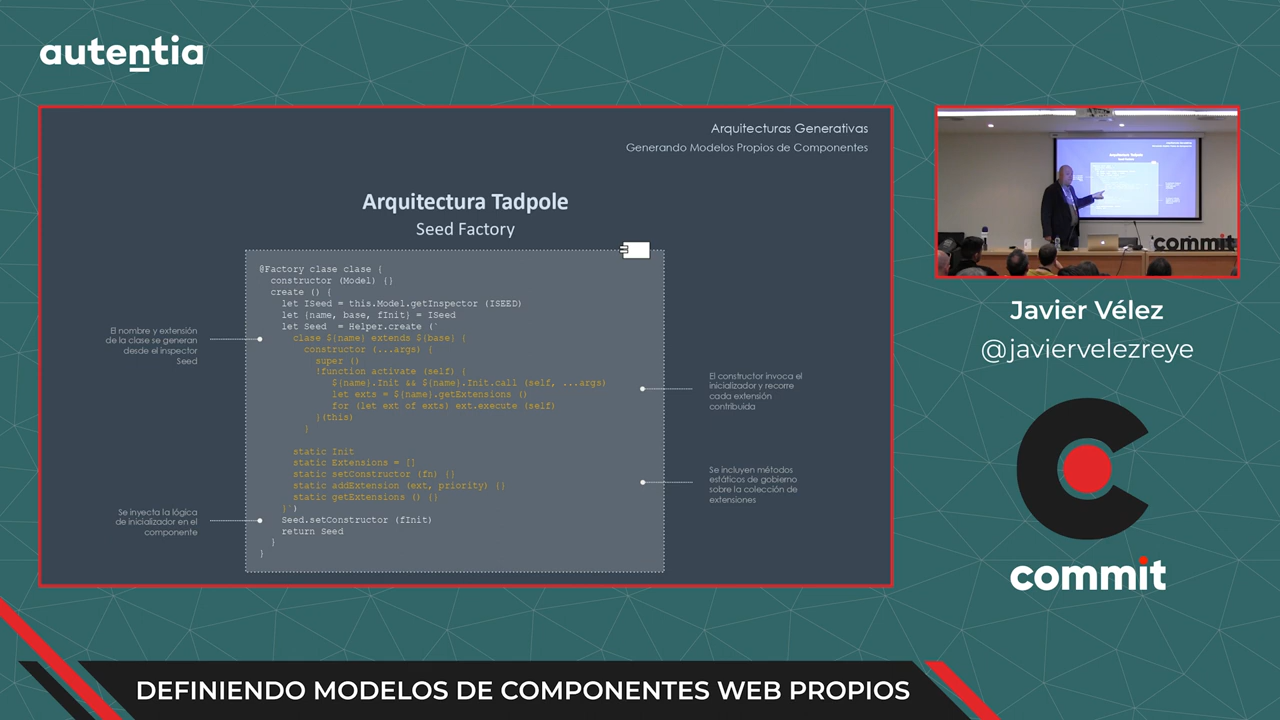 autentia
Arquitecturas Generativas
Generando Modelos Propios de Componentes
Arquitectura Tadpole
Seed Factory
@Factory clase clase {
constructor (Model) {}
create () {
let ISeed = this.Model.getInspector (ISEED)
let {name, base, fInit} = ISeed
let Seed = Helper.create (`
class ${name} extends ${base} {
constructor (...args) {
super ()
!function activate (self) {
${name}.Init && ${name}.Init.call (self, ...args)
let exts = ${name}.getExtensions ()
for (let ext of exts) ext.execute (self)
}(this)
}
static Init
static Extensions = []
static setConstructor (fn) {}
static addExtension (ext, priority) {}
static getExtensions () {}
}`)
Seed.setConstructor (fInit)
return Seed
}
}
El nombre y extensión
de la clase se generan
desde el inspector
Seed
Se inyecta la lógica
de inicializador en el
componente
El constructor invoca el
inicializador y recorre
cada extensión
contribuida
Se incluyen métodos
estáticos de gobierno
sobre la colección de
extensiones
Arquitectura Tadpole
commit
Javier Vélez
@javiervelezreye
commit
DEFINIENDO MODELOS DE COMPONENTES WEB PROPIOS